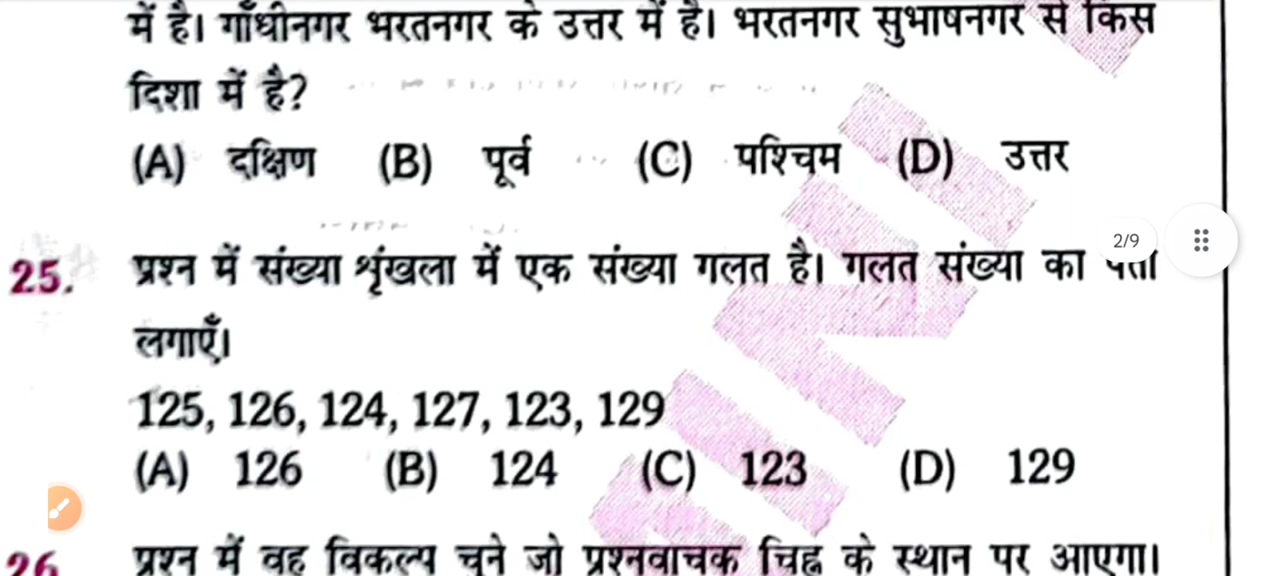 में है। गाँधीनगर भरतनगर के उत्तर में है। भरतनगर सुभाषनगर से किस
दिशा में है?
(A) दक्षिण (B) पूर्व (C) पश्चिम (D) उत्तर
25. प्रश्न में संख्या शृंखला में एक संख्या गलत है। गलत संख्या का पता
2/9
लगाएँ।
125, 126, 124, 127, 123, 129
(A) 126 (B) 124 (C) 123 (D) 129
26. प्रश्न में वह विकल्प चुने जो प्रश्नवाचक चिह्न के स्थान पर आएगा।